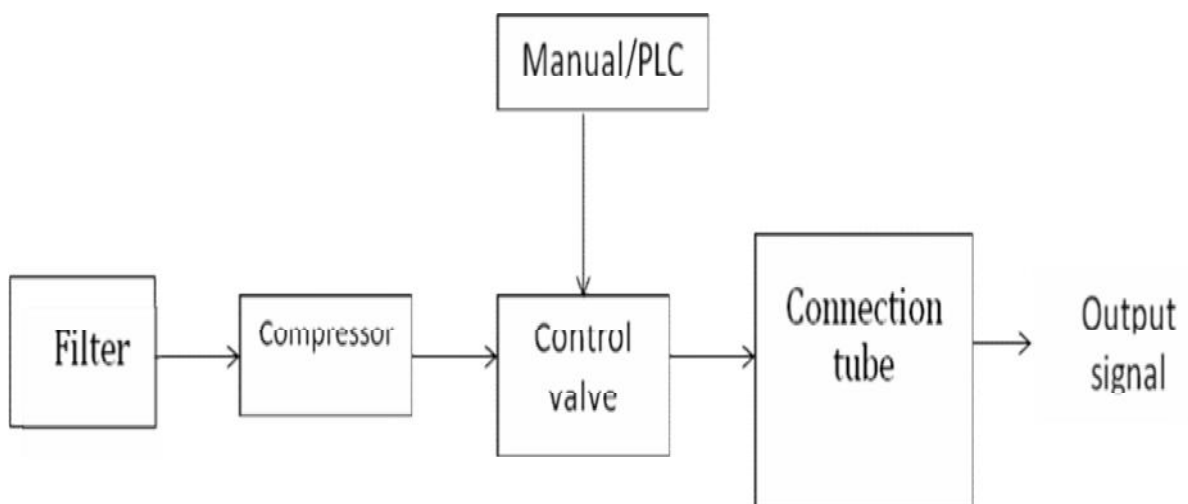 Manual/PLC
Filter
Compressor
Control
valve
Connection
tube
Output
signal